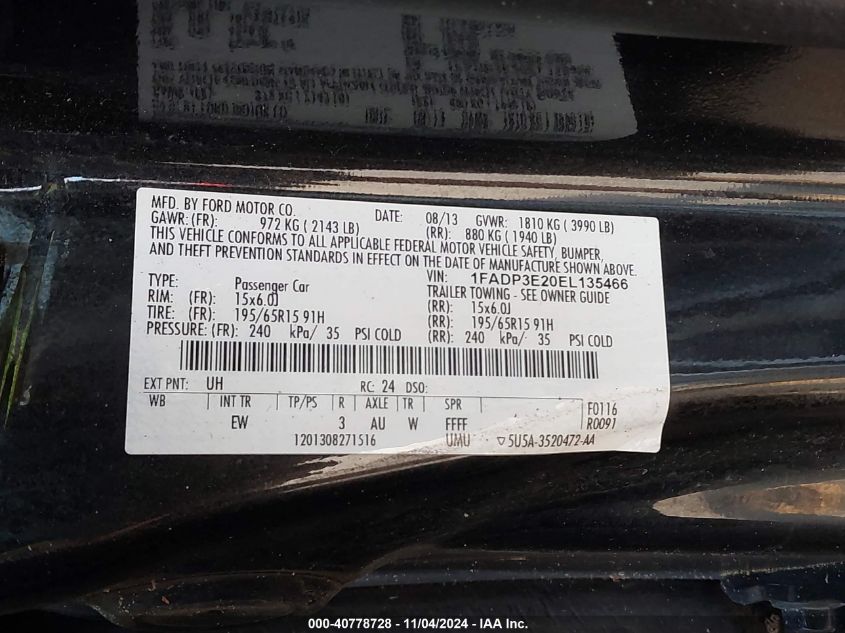 MFD. BY FORD MOTOR CO. DATE: 08/13 GVWR: 1810 KG ( 3990 LB)
GAWR: (FR): 972 KG ( 2143 LB) (RR): 880 KG ( 1940 LB)
THIS VEHICLE CONFORMS TO ALL APPLICABLE FEDERAL MOTOR VEHICLE SAFETY, BUMPER,
AND THEFT PREVENTION STANDARDS IN EFFECT ON THE DATE OF MANUFACTURE SHOWN ABOVE.
VIN: 1FADP3E20EL135466
TYPE: Passenger Car TRAILER TOWING - SEE OWNER GUIDE
RIM: (FR) 15x6.0J (RR): 15x6.0J
TIRE: (FR) 195/65R15 91H (RR): 195/65R15 91H
PRESSURE: (FR) 240 kPa/ 35 PSI COLD (RR): 240 kPa/ 35 PSI COLD
EXT PNT: UH RC: 24 DSO:
WB INT TR TP/PS R AXLE TR SPR F0116
EW 3 AU W FFFF R0091
1201308271516 UMU ▽5U5A-3520472-AA
000-40778728 - 11/04/2024 - IAA Inc.